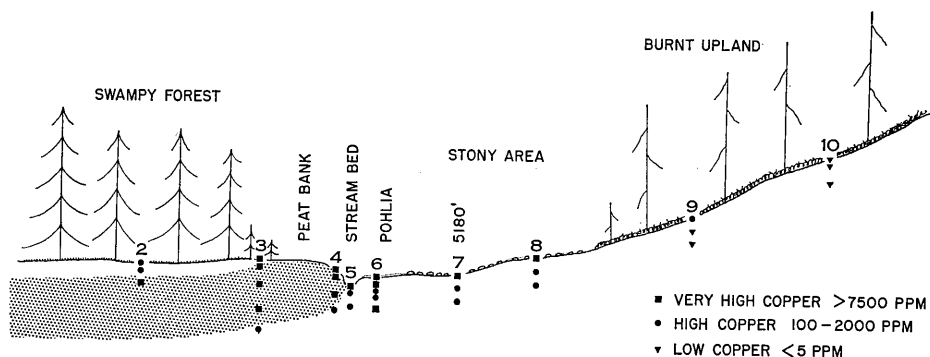 BURNT UPLAND
SWAMPY FOREST
STONY AREA
PEAT BANK
STREAM BED
POHLIA
5180'
2
3
4
5
6
7
8
9
10
■ VERY HIGH COPPER >7500 PPM
● HIGH COPPER 100-2000 PPM
▼ LOW COPPER <5 PPM